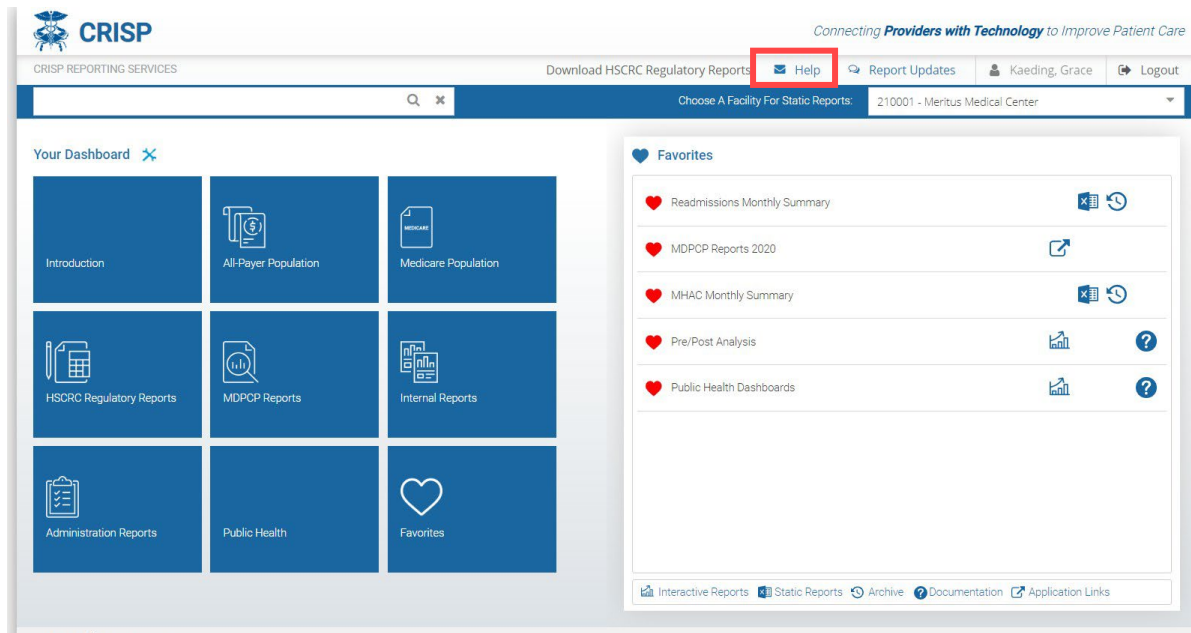 CRISP
Connecting Providers with Technology to Improve Patient Care
CRISP REPORTING SERVICES
Download HSCRC Regulatory Reports
Help
Report Updates
Kaeding, Grace
Logout
Choose A Facility For Static Reports:
210001 - Meritus Medical Center
Your Dashboard
Introduction
All-Payer Population
MEDICARE
Medicare Population
HSCRC Regulatory Reports
MDPCP Reports
Internal Reports
Administration Reports
Public Health
Favorites
Favorites
Readmissions Monthly Summary
MDPCP Reports 2020
MHAC Monthly Summary
Pre/Post Analysis
Public Health Dashboards
Interactive Reports Static Reports Archive Documentation Application Links